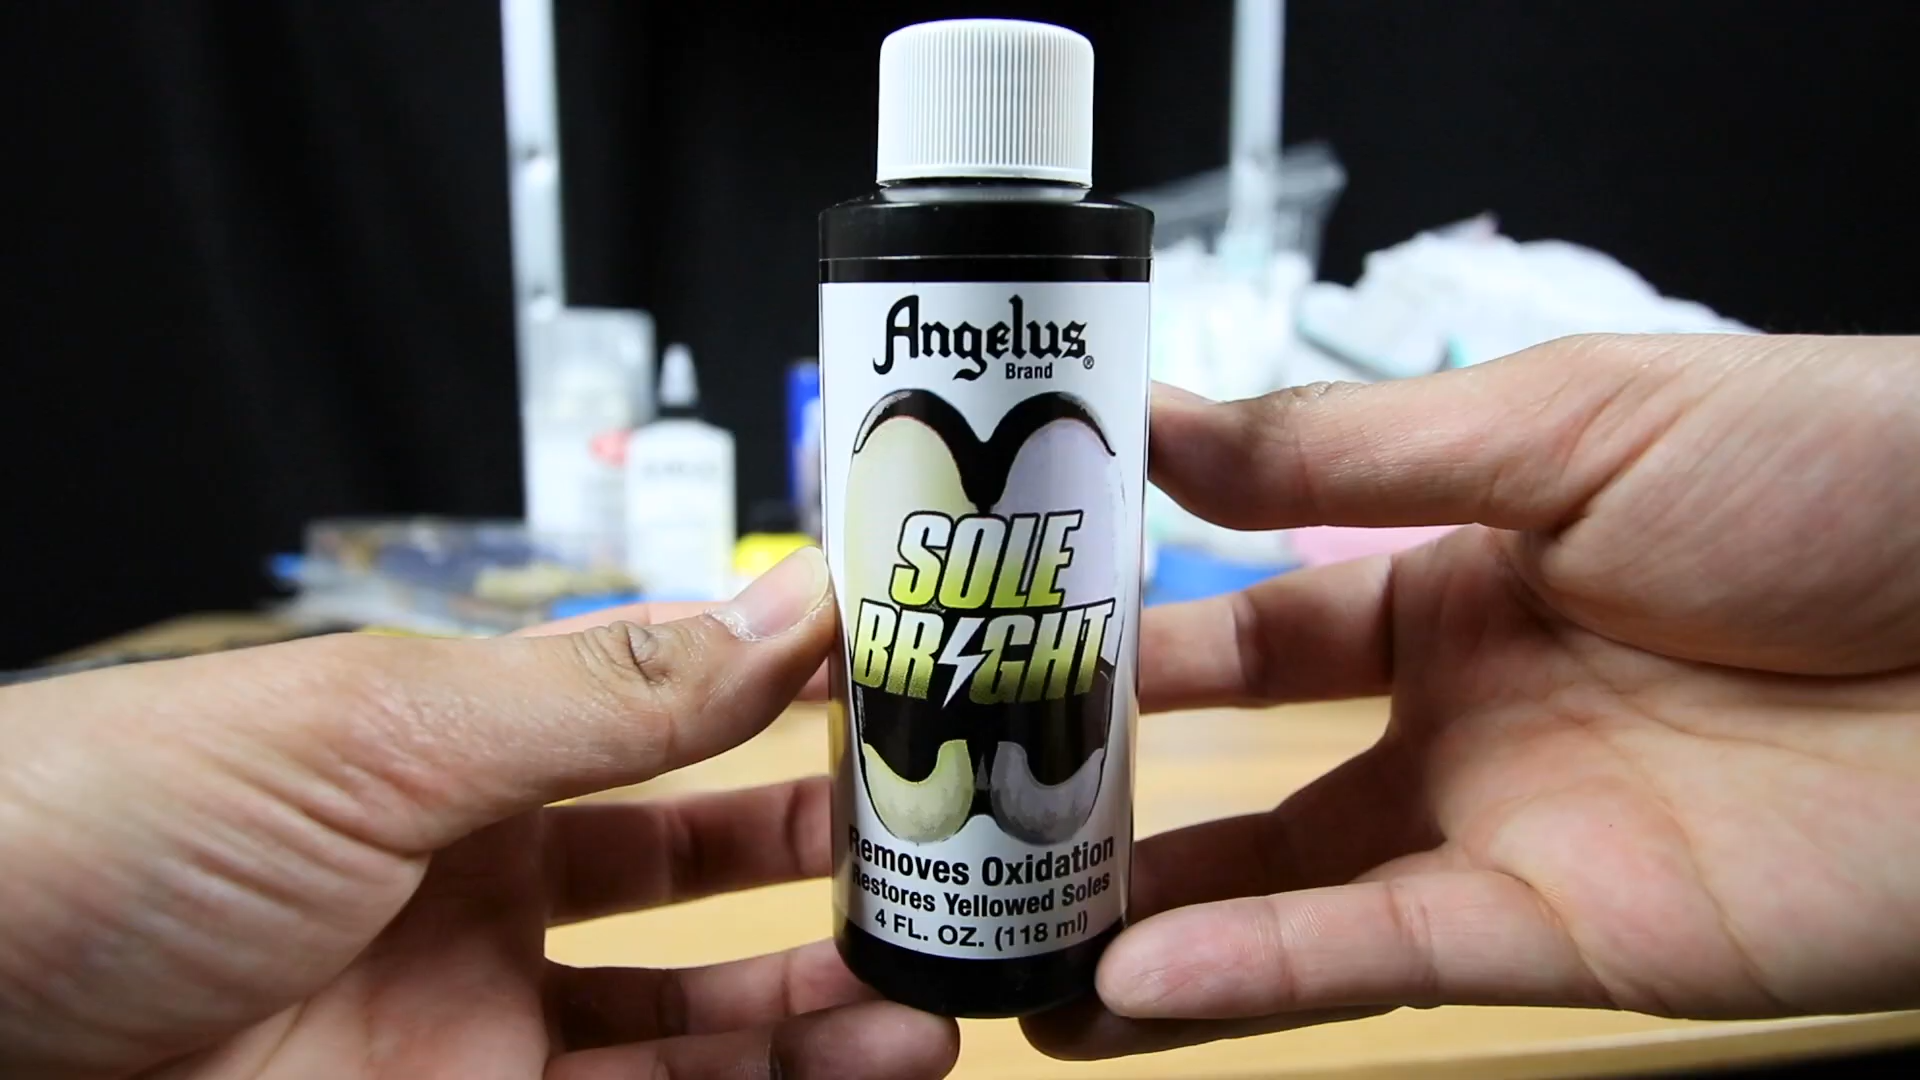 Angelus®
Brand
SOLE
BRIGHT
Removes Oxidation
Restores Yellowed Soles
4 FL. OZ. (118 ml)